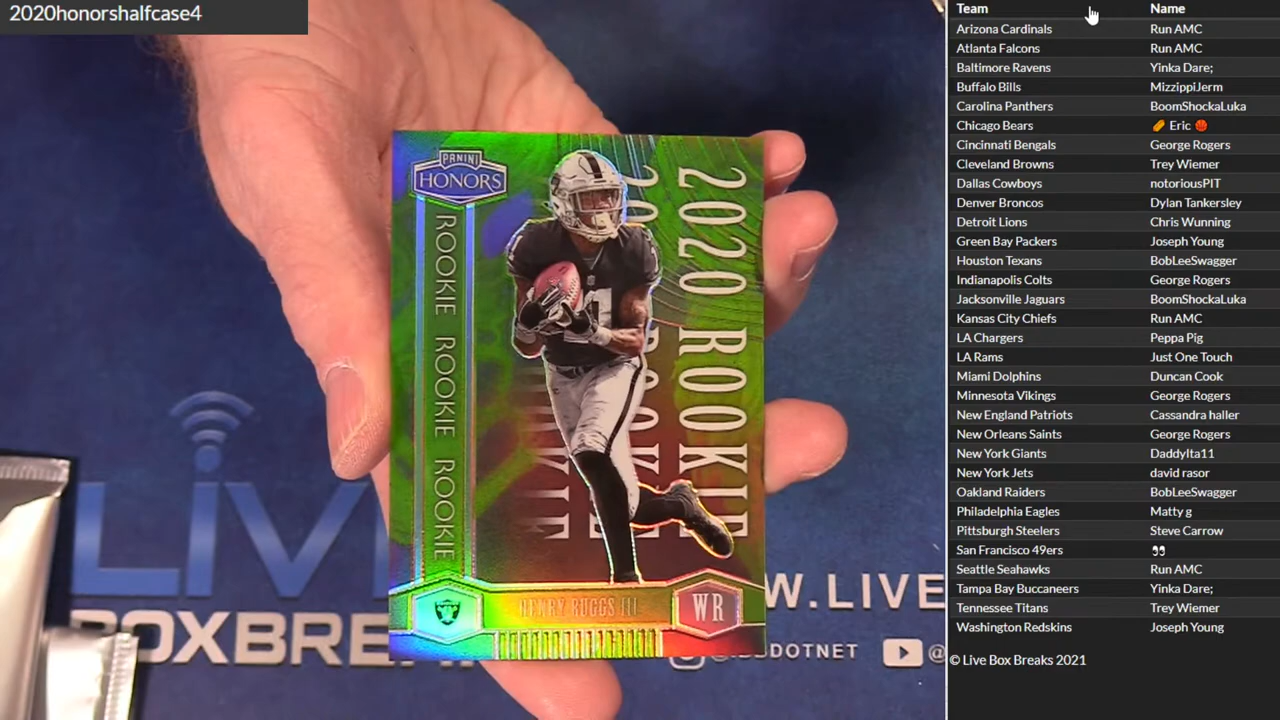 2020honorshalfcase4
PANINI
HONORS
ROOKIE ROOKIE ROOKIE
2020 ROOKIE
HENRY RUGGS III
WR
LIV
W.LIVE
BOXBRE
DOTNET
Team Name
Arizona Cardinals Run AMC
Atlanta Falcons Run AMC
Baltimore Ravens Yinka Dare;
Buffalo Bills MizzipiJerm
Carolina Panthers BoomShockaLuka
Chicago Bears Eric
Cincinnati Bengals George Rogers
Cleveland Browns Trey Wiemer
Dallas Cowboys notoriousPIT
Denver Broncos Dylan Tankersley
Detroit Lions Chris Wunning
Green Bay Packers Joseph Young
Houston Texans BobLeeSwagger
Indianapolis Colts George Rogers
Jacksonville Jaguars BoomShockaLuka
Kansas City Chiefs Run AMC
LA Chargers Peppa Pig
LA Rams Just One Touch
Miami Dolphins Duncan Cook
Minnesota Vikings George Rogers
New England Patriots Cassandra haller
New Orleans Saints George Rogers
New York Giants DaddyIta11
New York Jets david rasor
Oakland Raiders BobLeeSwagger
Philadelphia Eagles Matty g
Pittsburgh Steelers Steve Carrow
San Francisco 49ers 👀
Seattle Seahawks Run AMC
Tampa Bay Buccaneers Yinka Dare;
Tennessee Titans Trey Wiemer
Washington Redskins Joseph Young
© Live Box Breaks 2021